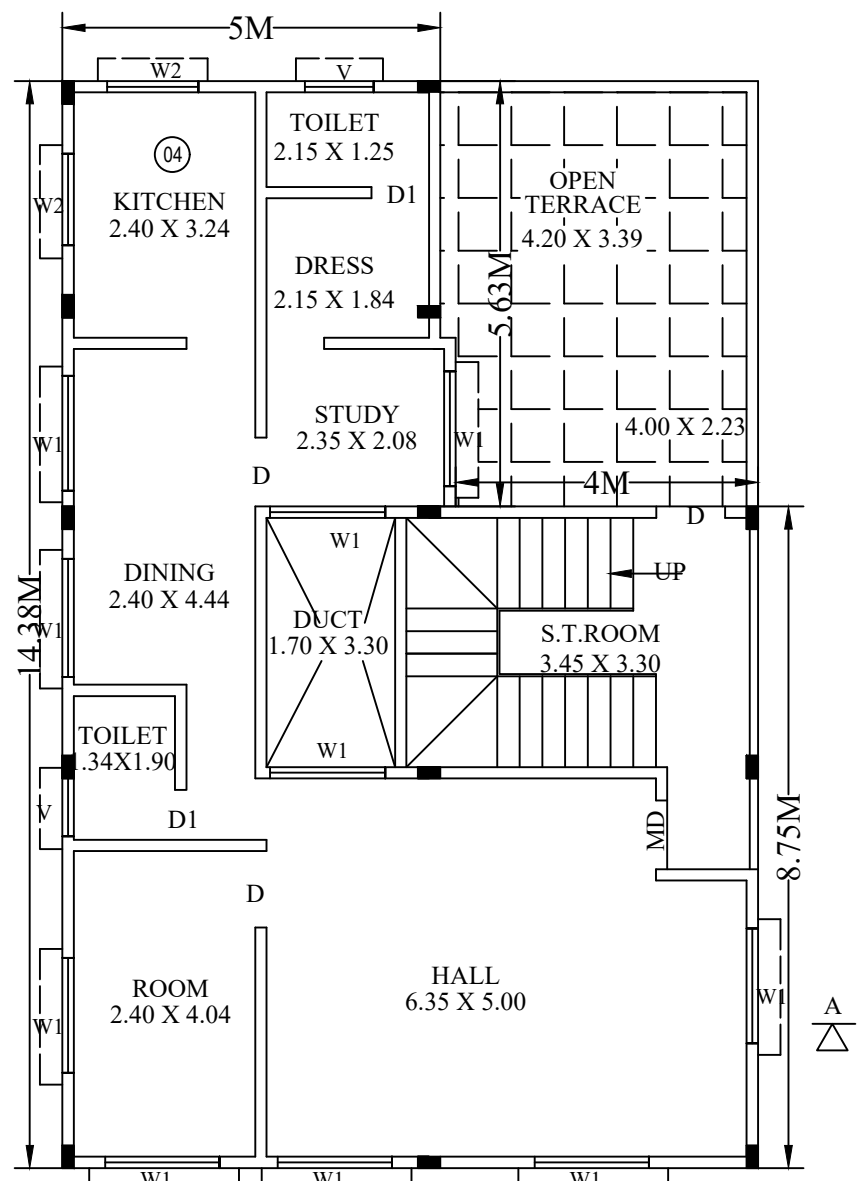 5M
W2
V
TOILET
2.15 X 1.25
04
OPEN
TERRACE
4.20 X 3.39
W2
KITCHEN
2.40 X 3.24
D1
DRESS
2.15 X 1.84
5.63M
W1
STUDY
2.35 X 2.08
W1
4.00 X 2.23
D
4M
D
W1
UP
14.38M
W1
DINING
2.40 X 4.44
DUCT
1.70 X 3.30
S.T.ROOM
3.45 X 3.30
TOILET
1.34X1.90
W1
V
D1
MD
8.75M
D
ROOM
2.40 X 4.04
HALL
6.35 X 5.00
W1
W1
A
W1
W1
W1